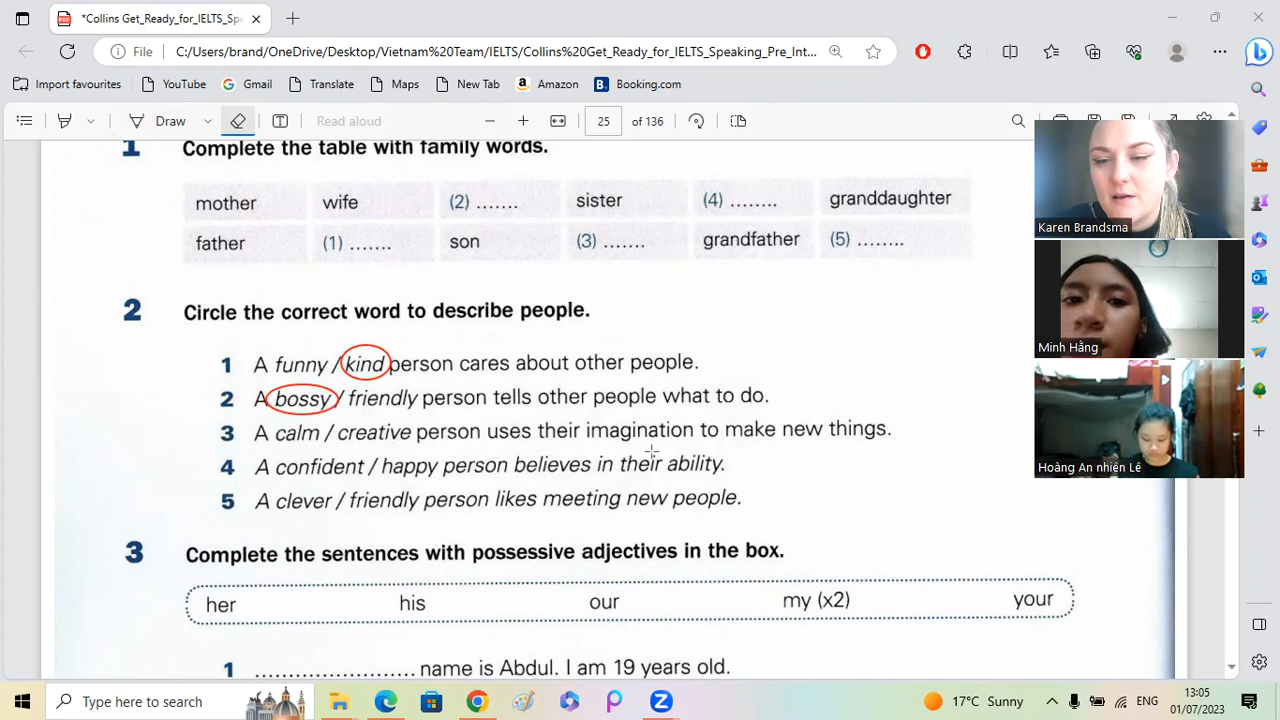 *Collins Get_Ready_for_IELTS_Spe
File C:/Users/brand/OneDrive/Desktop/Vietnam%20Team/IELTS/Collins%20Get_Ready_for_IELTS_Speaking_Pre_Int...
Import favourites YouTube Gmail Translate Maps New Tab Amazon B. Booking.com
Draw Read aloud 25 of 136
1 Complete the table with family words.
mother wife (2) ....... sister (4) ........ granddaughter
father (1) ....... son (3) ....... grandfather (5) ........
2 Circle the correct word to describe people.
1 A funny / kind person cares about other people.
2 A bossy / friendly person tells other people what to do.
3 A calm / creative person uses their imagination to make new things.
4 A confident / happy person believes in their ability.
5 A clever / friendly person likes meeting new people.
3 Complete the sentences with possessive adjectives in the box.
her his our my (x2) your
1 ........................ name is Abdul. I am 19 years old.
Karen Brandsma
Minh Hằng
Hoàng An nhiên Lê
Type here to search
17°C Sunny ENG 13:05
01/07/2023